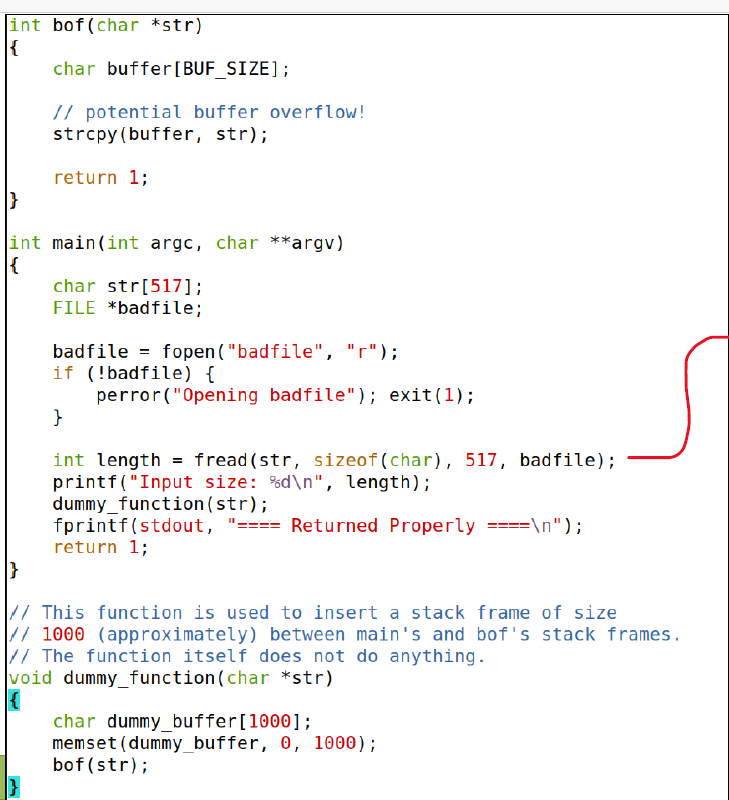 int bof(char *str)
{
    char buffer[BUF_SIZE];
    // potential buffer overflow!
    strcpy(buffer, str);
    return 1;
}
int main(int argc, char **argv)
{
    char str[517];
    FILE *badfile;
    badfile = fopen("badfile", "r");
    if (!badfile) {
        perror("Opening badfile"); exit(1);
    }
    int length = fread(str, sizeof(char), 517, badfile);
    printf("Input size: %d\n", length);
    dummy_function(str);
    fprintf(stdout, "==== Returned Properly ====\n");
    return 1;
}
// This function is used to insert a stack frame of size
// 1000 (approximately) between main's and bof's stack frames.
// The function itself does not do anything.
void dummy_function(char *str)
{
    char dummy_buffer[1000];
    memset(dummy_buffer, 0, 1000);
    bof(str);
}